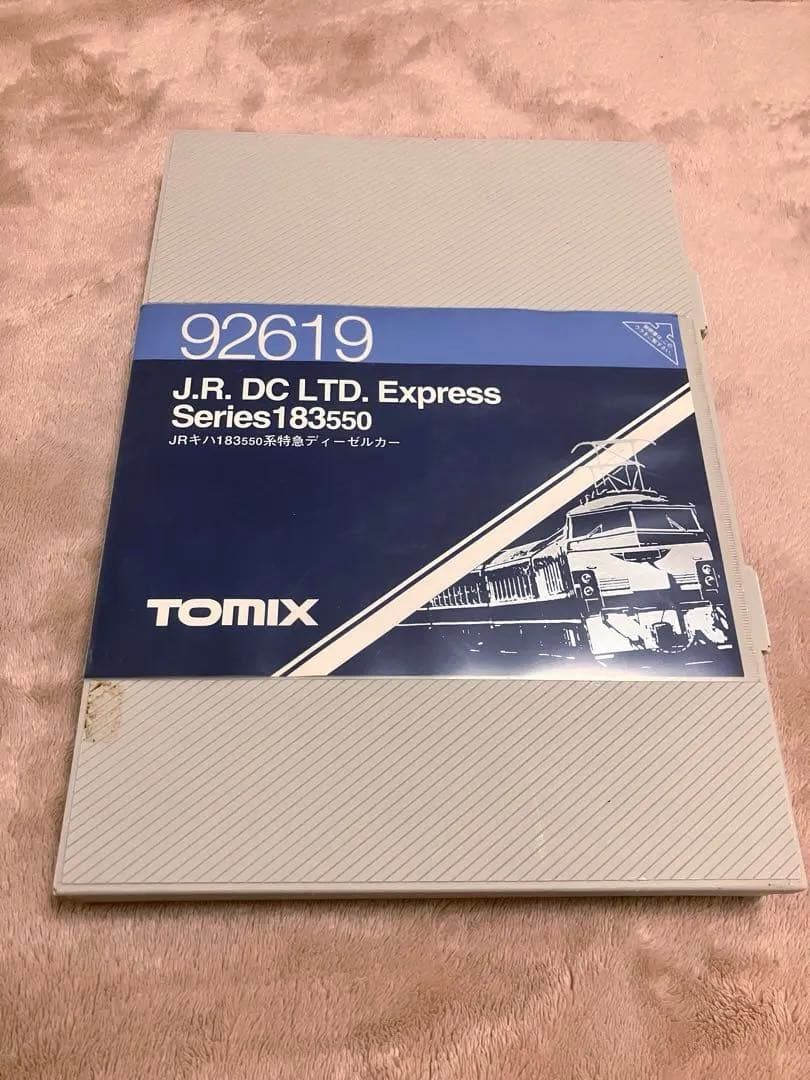 92619
J.R. DC LTD. Express
Series183550
JRキハ183550系特急ディーゼルカー
TOMIX